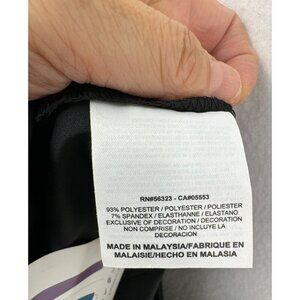 RN#56323 - CA#05553
93% POLYESTER / POLYESTER / POLIESTER
7% SPANDEX / ELASTHANNE / ELASTANO
EXCLUSIVE OF DECORATION / DECORATION
NON COMPRISE / NO INCLUYE LA
DECORACION
MADE IN MALAYSIA/FABRIQUE EN
MALAISIE/HECHO EN MALASIA